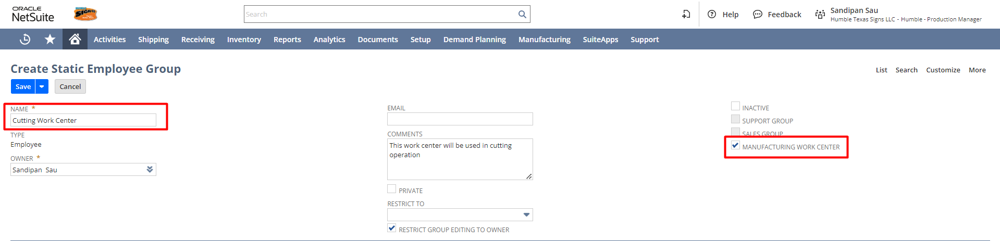 ORACLE
NetSuite
SIGN CO
Search
Help
Feedback
Sandipan Sau
Humble Texas Signs LLC - Humble - Production Manager
Activities Shipping Receiving Inventory Reports Analytics Documents Setup Demand Planning Manufacturing SuiteApps Support
Create Static Employee Group
List Search Customize More
Save
Cancel
NAME *
Cutting Work Center
TYPE
Employee
OWNER *
Sandipan Sau
EMAIL
COMMENTS
This work center will be used in cutting
operation
PRIVATE
RESTRICT TO
RESTRICT GROUP EDITING TO OWNER
INACTIVE
SUPPORT GROUP
SALES GROUP
MANUFACTURING WORK CENTER